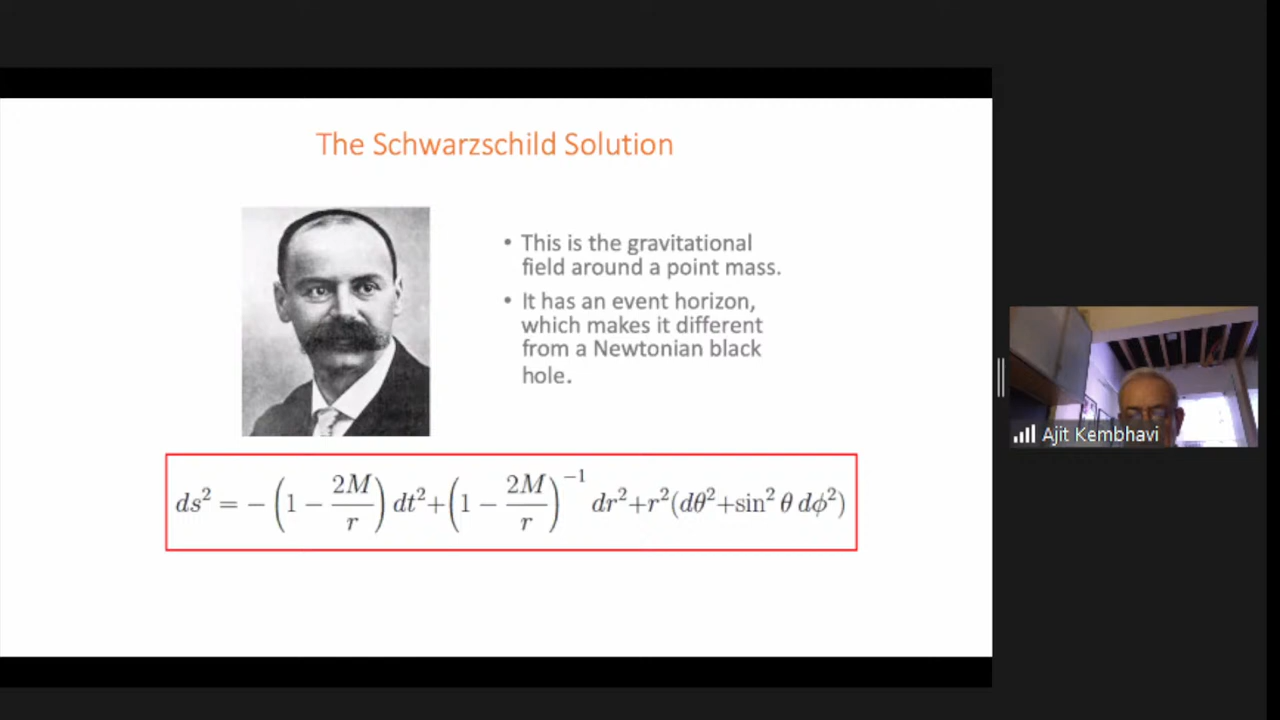 The Schwarzschild Solution
• This is the gravitational
field around a point mass.
• It has an event horizon,
which makes it different
from a Newtonian black
hole.
ds² = − (1 − 2M/r) dt² + (1 − 2M/r)⁻¹ dr² + r²(dθ² + sin² θ dϕ²)
Ajit Kembhavi